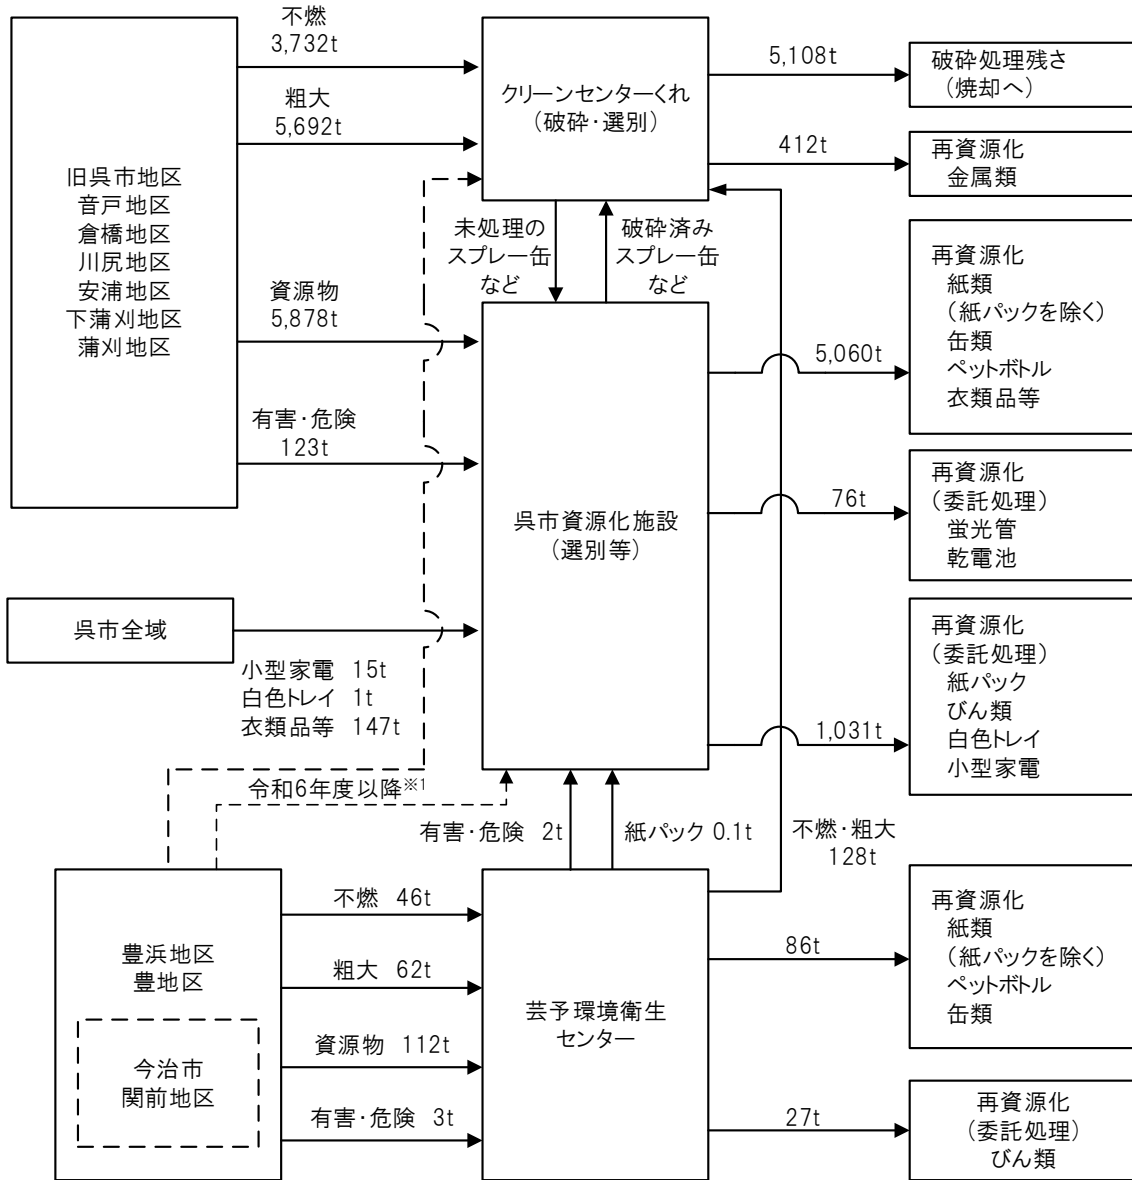 不燃
3,732t
粗大
5,692t
旧呉市地区
音戸地区
倉橋地区
川尻地区
安浦地区
下蒲刈地区
蒲刈地区
資源物
5,878t
有害・危険
123t
クリーンセンターくれ
（破砕・選別）
5,108t
破砕処理残さ
（焼却へ）
412t
再資源化
金属類
未処理の
スプレー缶
など
破砕済み
スプレー缶
など
再資源化
紙類
（紙パックを除く）
缶類
ペットボトル
衣類品等
5,060t
呉市資源化施設
（選別等）
76t
再資源化
（委託処理）
蛍光管
乾電池
呉市全域
小型家電 15t
白色トレイ 1t
衣類品等 147t
1,031t
再資源化
（委託処理）
紙パック
びん類
白色トレイ
小型家電
令和6年度以降※1
有害・危険 2t
紙パック 0.1t
不燃・粗大
128t
豊浜地区
豊地区
今治市
関前地区
不燃 46t
粗大 62t
資源物 112t
有害・危険 3t
芸予環境衛生
センター
86t
再資源化
紙類
（紙パックを除く）
ペットボトル
缶類
27t
再資源化
（委託処理）
びん類